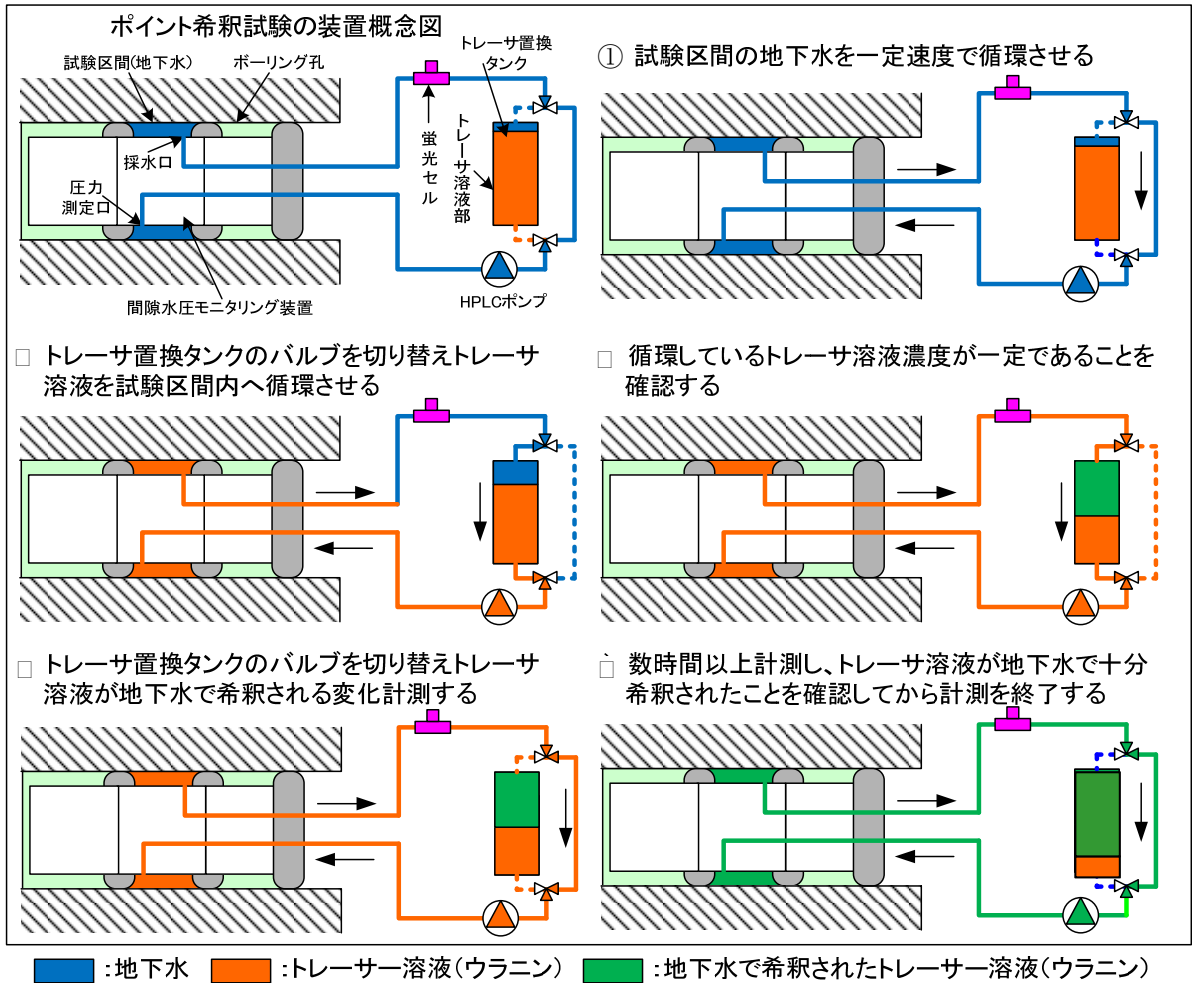 ポイント希釈試験の装置概念図
試験区間(地下水)
ボーリング孔
トレーサ置換
タンク
採水口
蛍光セル
トレーサ溶液部
圧力
測定口
間隙水圧モニタリング装置
HPLCポンプ
① 試験区間の地下水を一定速度で循環させる
□ トレーサ置換タンクのバルブを切り替えトレーサ
溶液を試験区間内へ循環させる
□ 循環しているトレーサ溶液濃度が一定であることを
確認する
□ トレーサ置換タンクのバルブを切り替えトレーサ
溶液が地下水で希釈される変化計測する
□ 数時間以上計測し、トレーサ溶液が地下水で十分
希釈されたことを確認してから計測を終了する
:地下水
:トレーサー溶液(ウラニン)
:地下水で希釈されたトレーサー溶液(ウラニン)